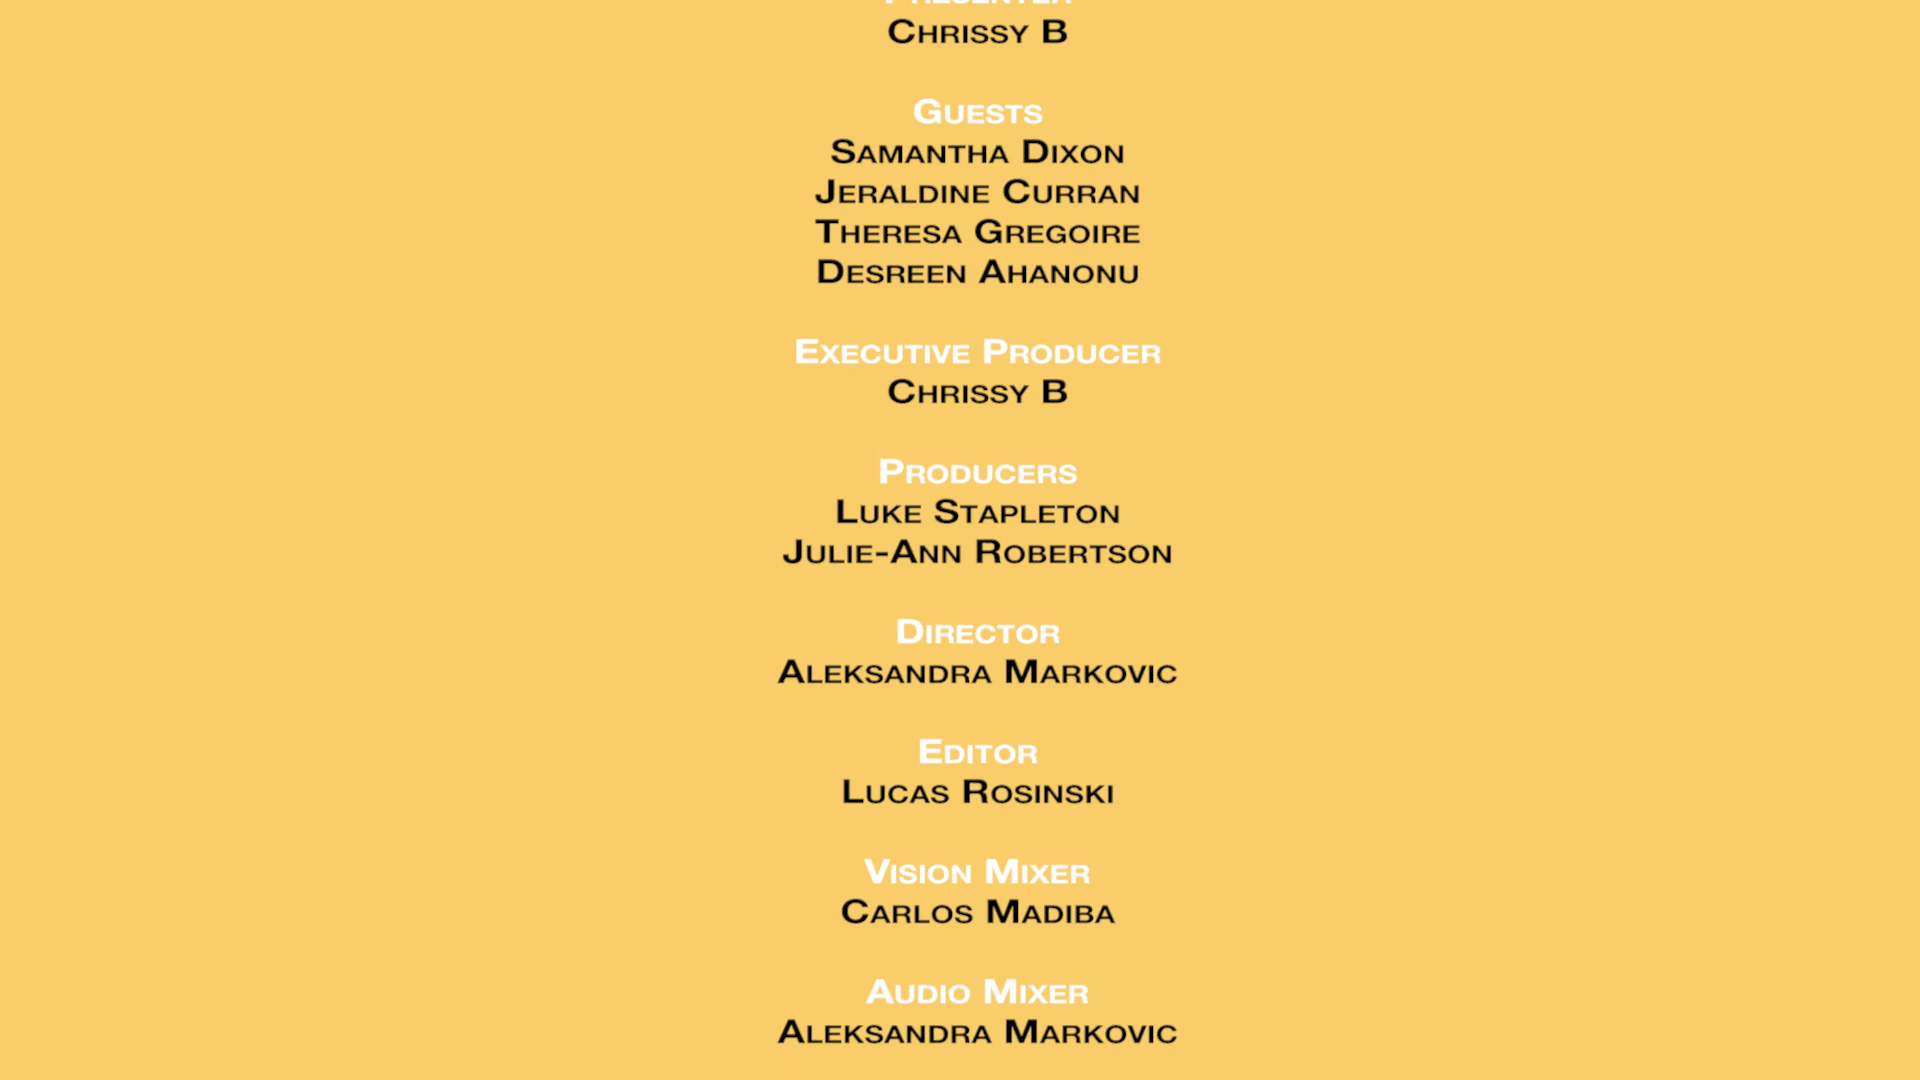 Presenter
Chrissy B
Guests
Samantha Dixon
Jeraldine Curran
Theresa Gregoire
Desreen Ahanonu
Executive Producer
Chrissy B
Producers
Luke Stapleton
Julie-Ann Robertson
Director
Aleksandra Markovic
Editor
Lucas Rosinski
Vision Mixer
Carlos Madiba
Audio Mixer
Aleksandra Markovic